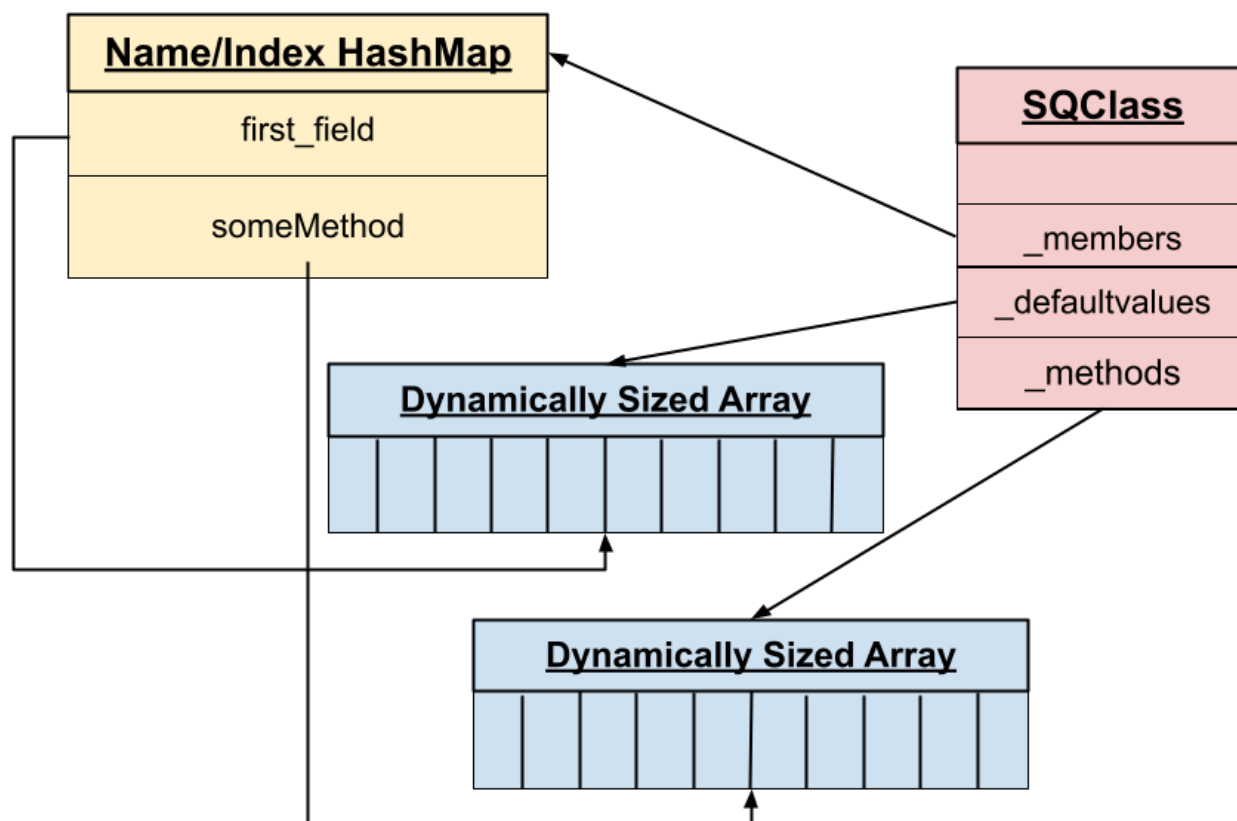 Name/Index HashMap
first_field
someMethod
SQClass
_members
_defaultvalues
_methods
Dynamically Sized Array
Dynamically Sized Array